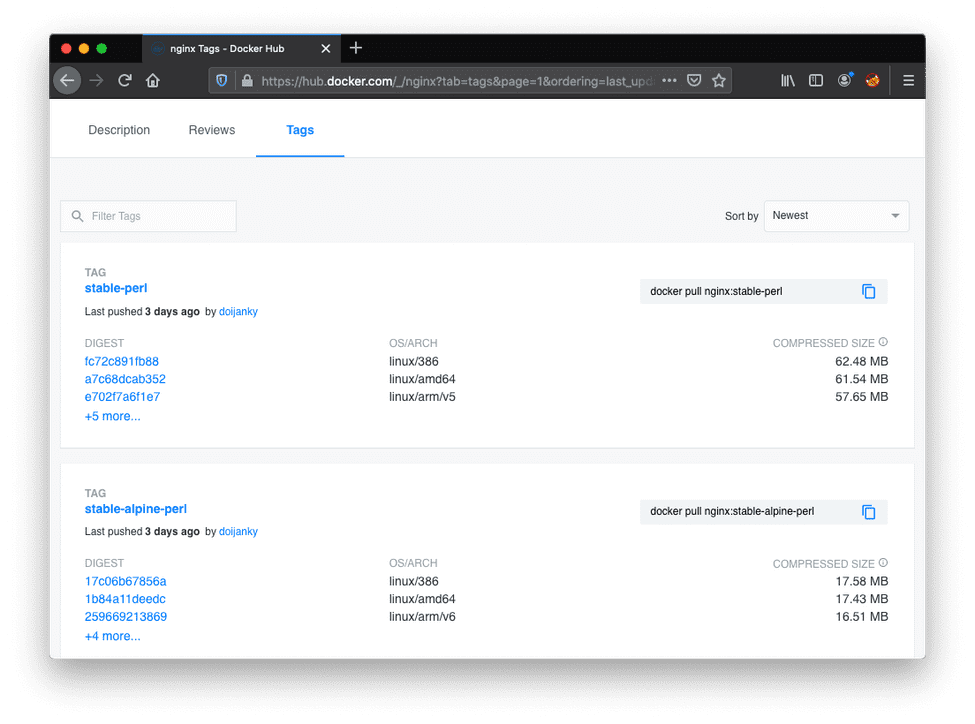 nginx Tags - Docker Hub
https://hub.docker.com/_/nginx?tab=tags&page=1&ordering=last_upd
Description Reviews Tags
Filter Tags
Sort by Newest
TAG
stable-perl
docker pull nginx:stable-perl
Last pushed 3 days ago by doijanky
DIGEST OS/ARCH COMPRESSED SIZE
fc72c891fb88 linux/386 62.48 MB
a7c68dcab352 linux/amd64 61.54 MB
e702f7a6f1e7 linux/arm/v5 57.65 MB
+5 more...
TAG
stable-alpine-perl
docker pull nginx:stable-alpine-perl
Last pushed 3 days ago by doijanky
DIGEST OS/ARCH COMPRESSED SIZE
17c06b67856a linux/386 17.58 MB
1b84a11deedc linux/amd64 17.43 MB
259669213869 linux/arm/v6 16.51 MB
+4 more...